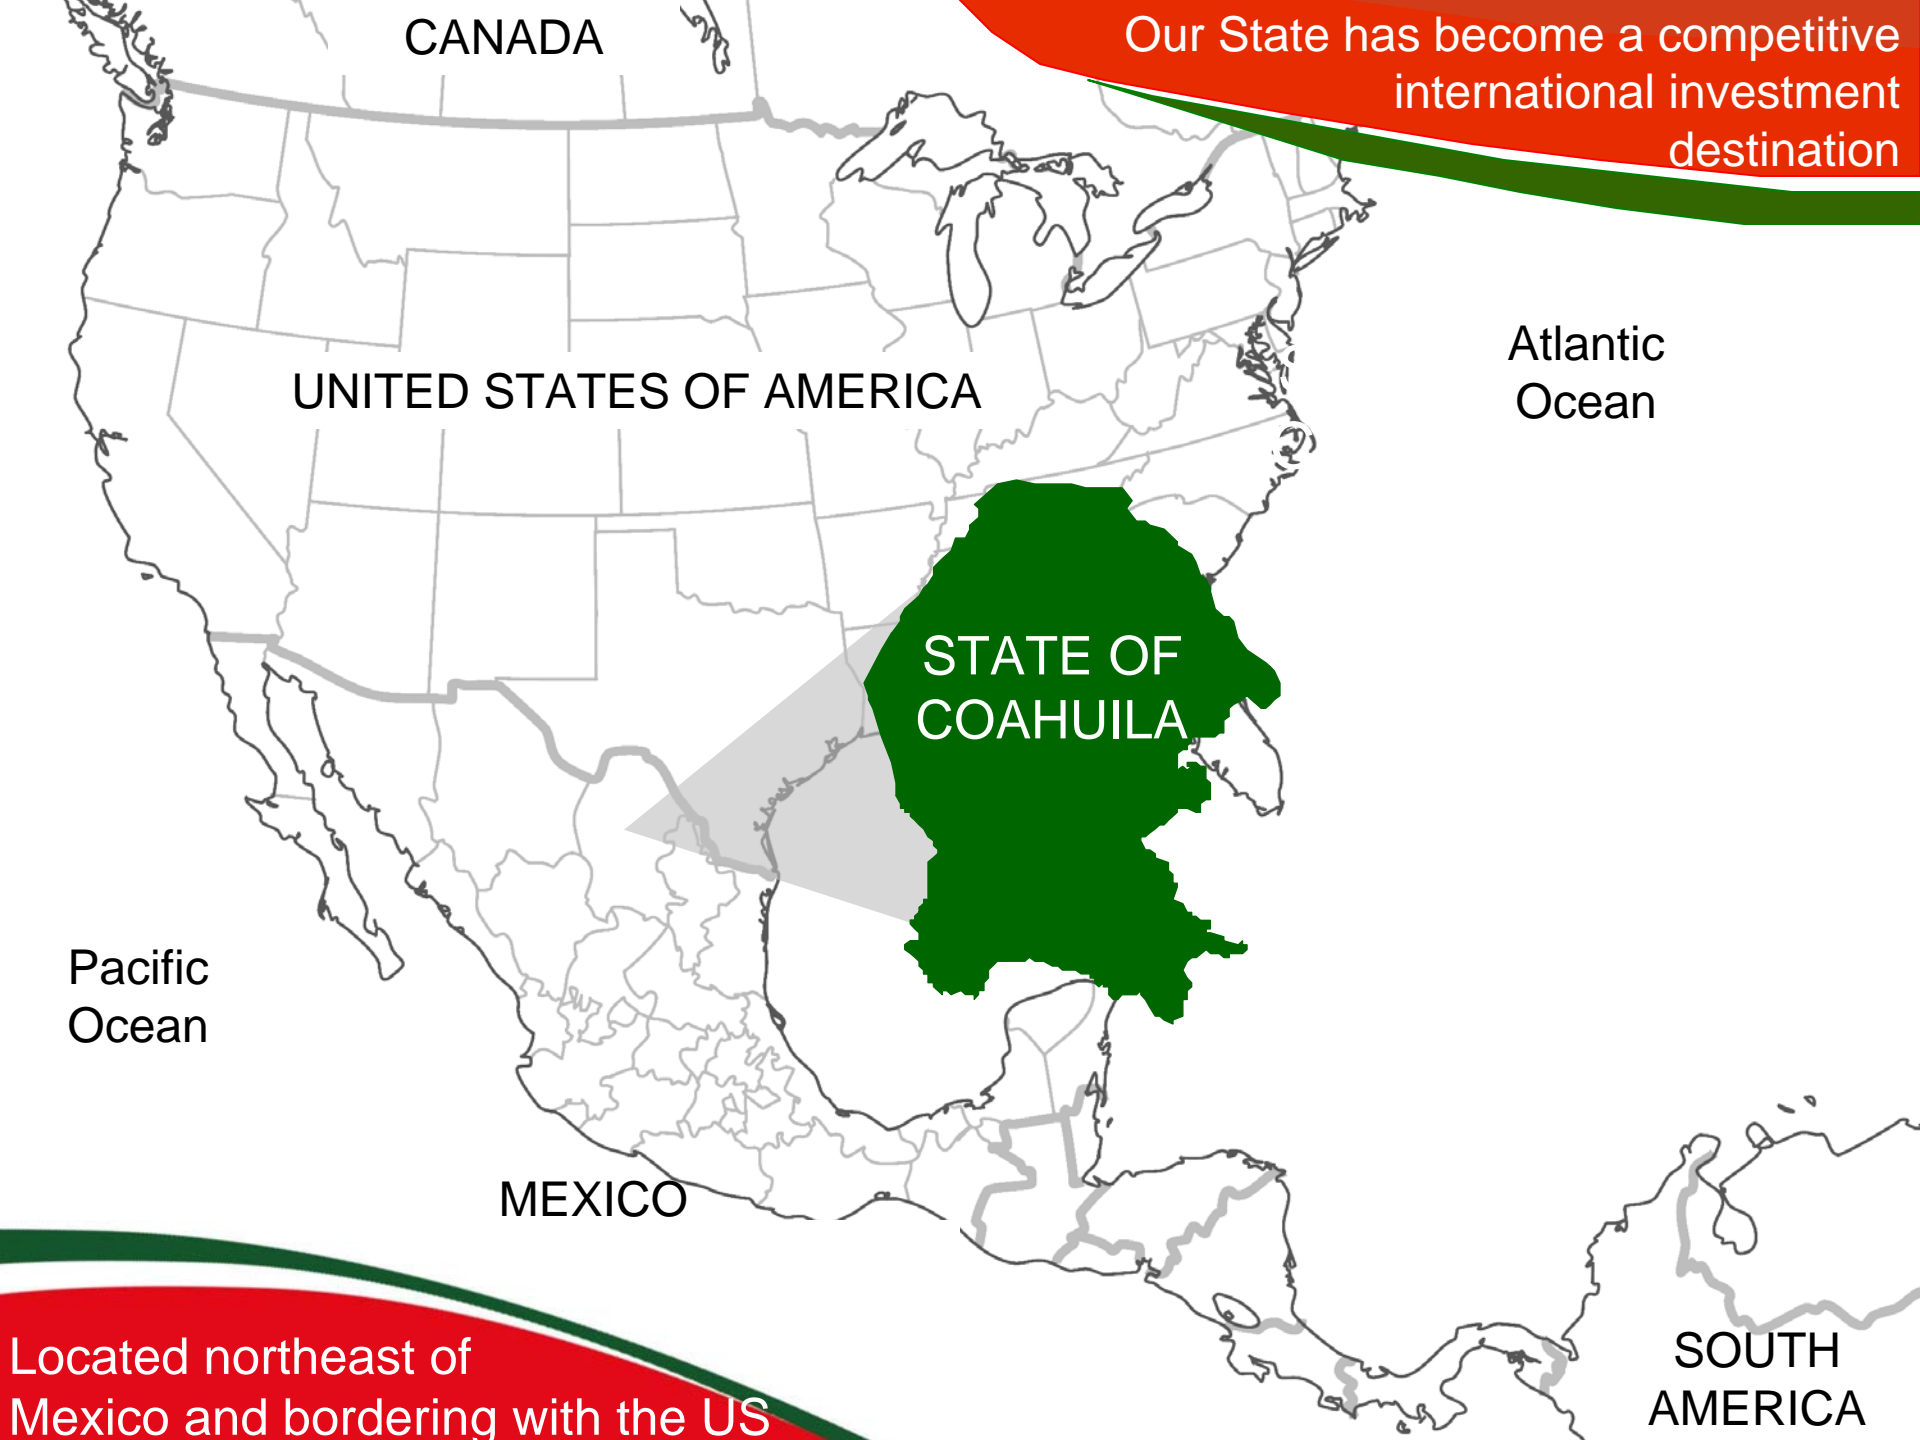 CANADA
Our State has become a competitive
international investment
destination
Atlantic
Ocean
UNITED STATES OF AMERICA
STATE OF
COAHUILA
Pacific
Ocean
MEXICO
SOUTH
AMERICA
Located northeast of
Mexico and bordering with the US